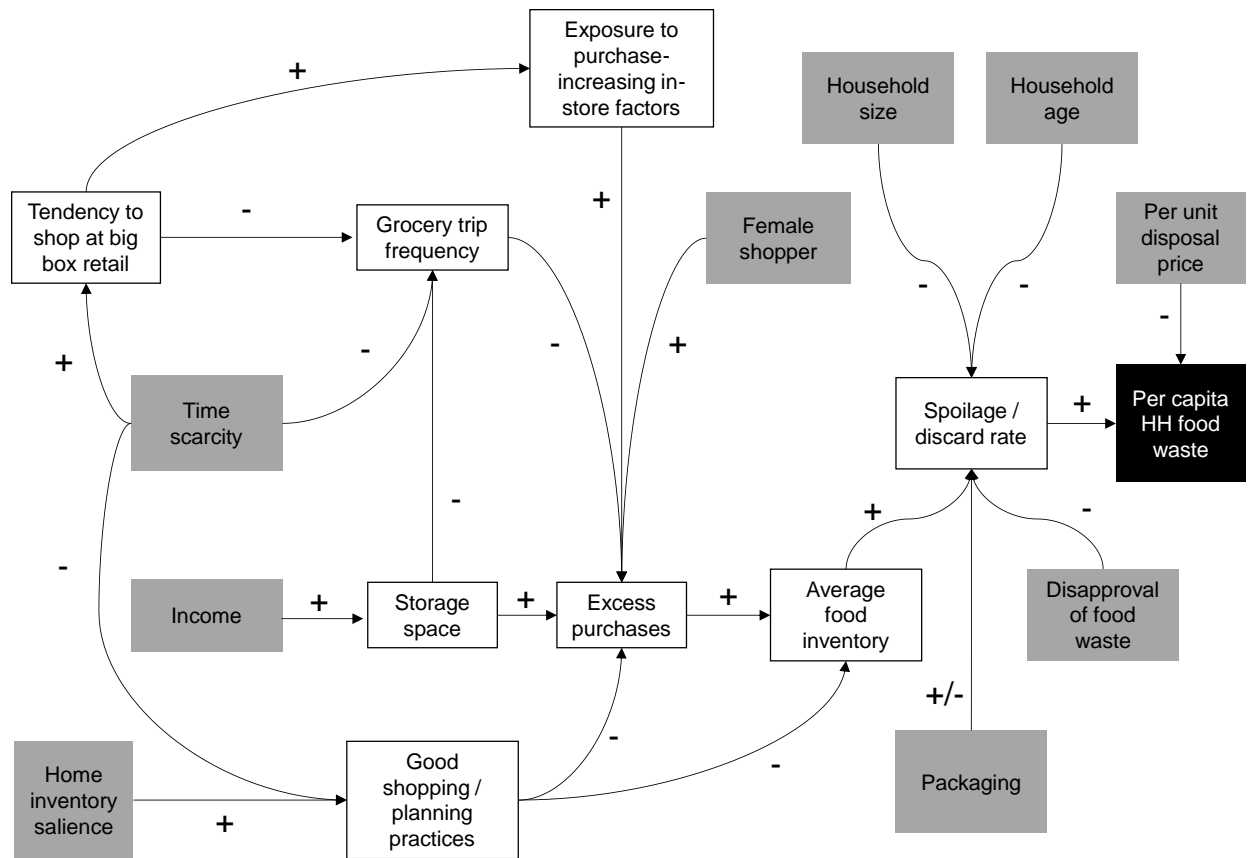 Exposure to
purchase-
increasing in-
store factors
+
Household
size
Household
age
Tendency to
shop at big
box retail
-
Grocery trip
frequency
+
Female
shopper
Per unit
disposal
price
-
-
-
+
-
-
+
Time
scarcity
Spoilage /
discard rate
+
Per capita
HH food
waste
-
-
Income
+
Storage
space
+
Excess
purchases
+
Average
food
inventory
+
-
Disapproval
of food
waste
+/-
Home
inventory
salience
+
Good
shopping /
planning
practices
-
-
Packaging